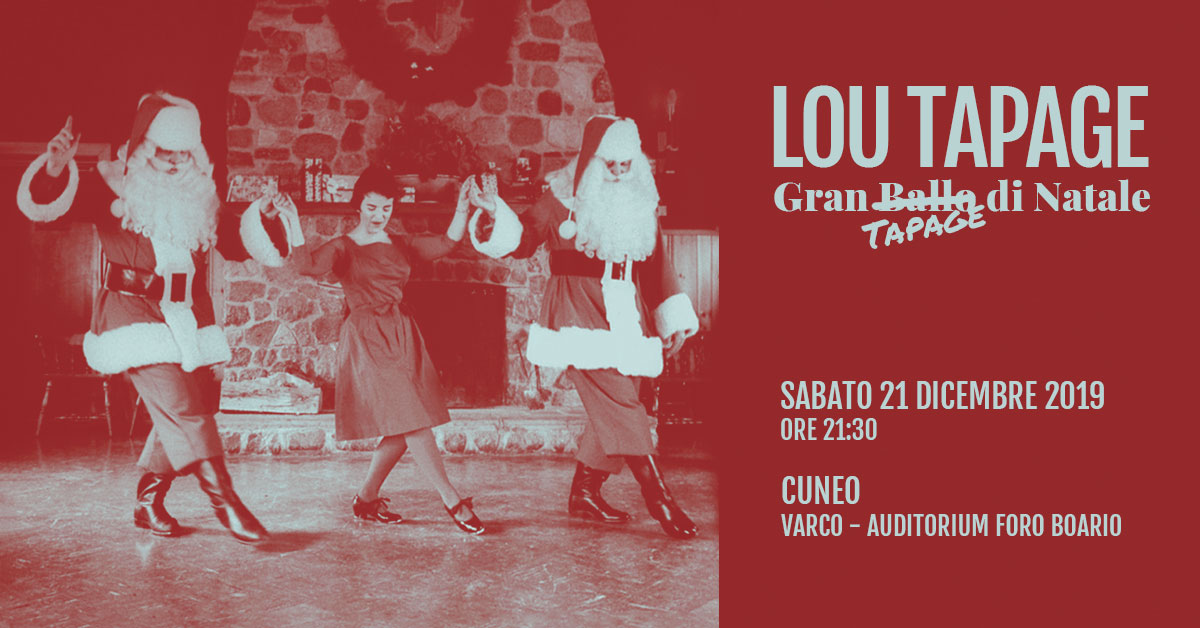 LOU TAPAGE
Gran Ballo di Natale
TAPAGE
SABATO 21 DICEMBRE 2019
ORE 21:30
CUNEO
VARCO - AUDITORIUM FORO BOARIO